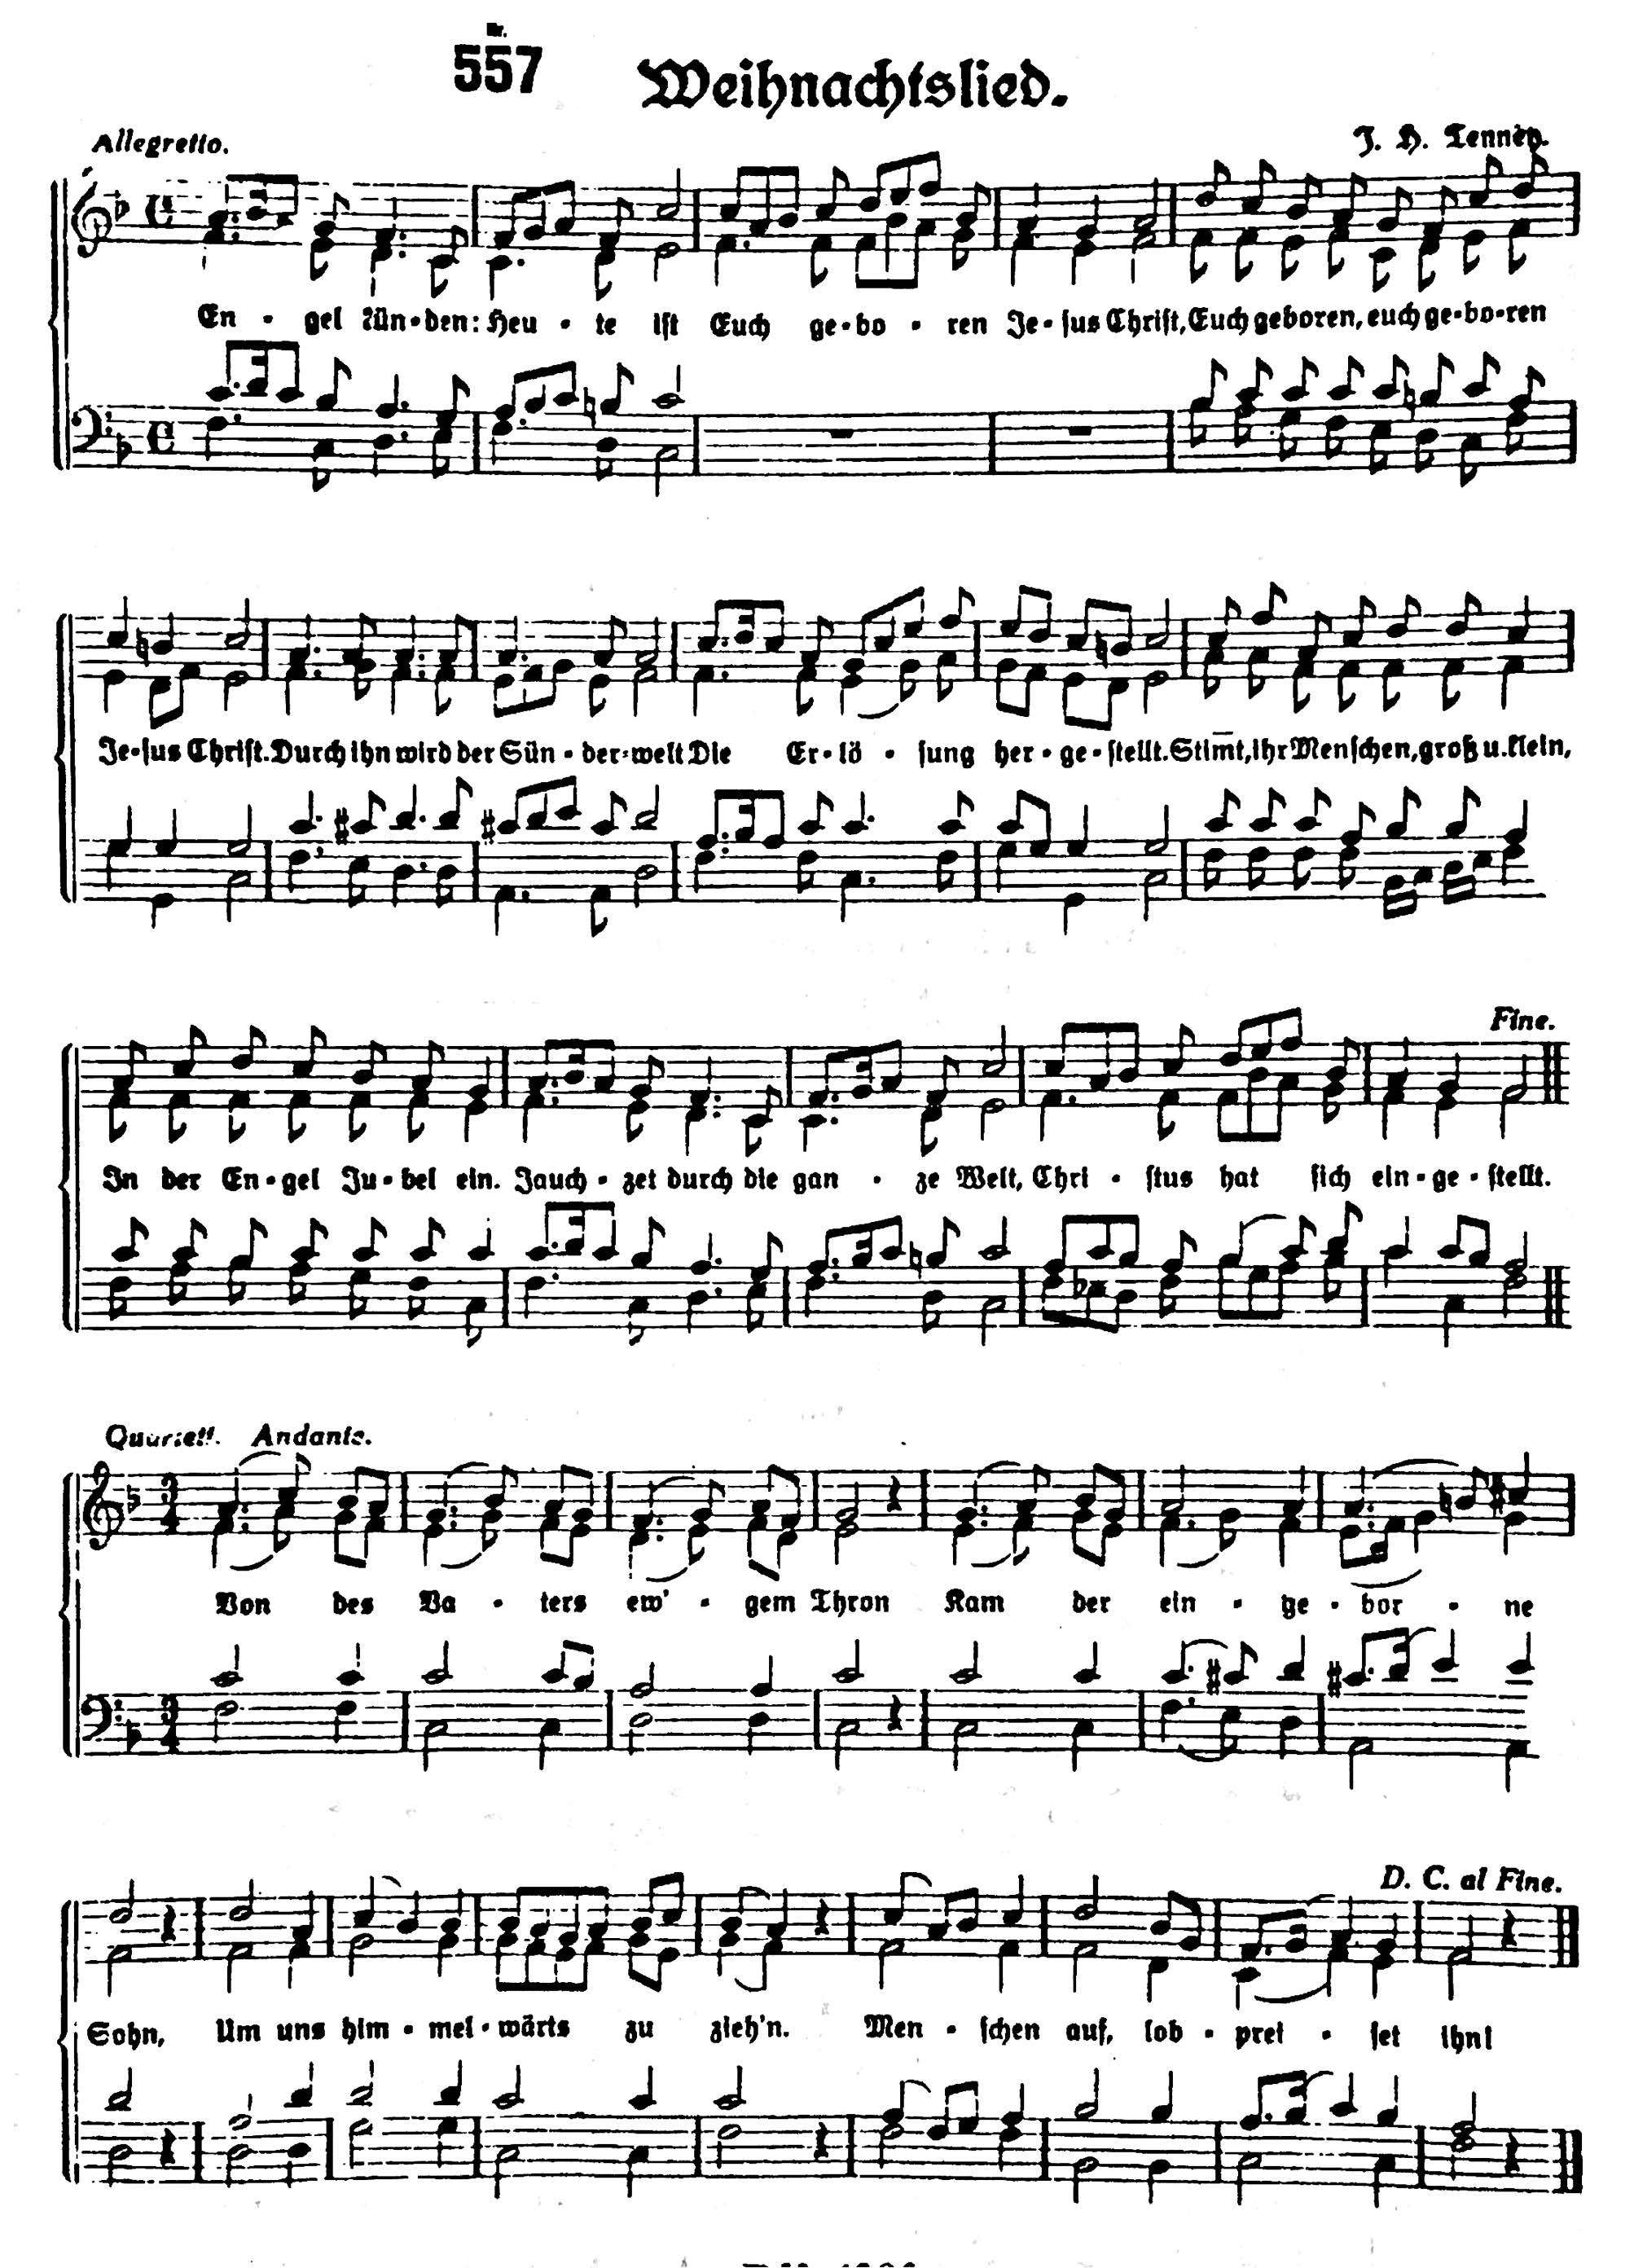 Nr.
557
Weihnachtslied.
Allegretto.
J. H. Tenney.
En - gel kün-den: Heu - te ist Euch ge-bo - ren Je-sus Christ, Euch geboren, euch ge-bo-ren
Je-sus Christ. Durch ihn wird der Sün - der-welt Die Er-lö - sung her-ge-stellt. Stim̄t, ihr Menschen, groß u. klein,
In der En-gel Ju-bel ein. Jauch-zet durch die gan - ze Welt, Chri - stus hat sich ein-ge-stellt.
Fine.
Quartett. Andante.
Von des Va - ters ew' - gem Thron Kam der ein - ge - bor - ne
D. C. al Fine.
Sohn, Um uns him - mel-wärts zu zieh'n. Men - schen auf, lob - prei - set ihn!